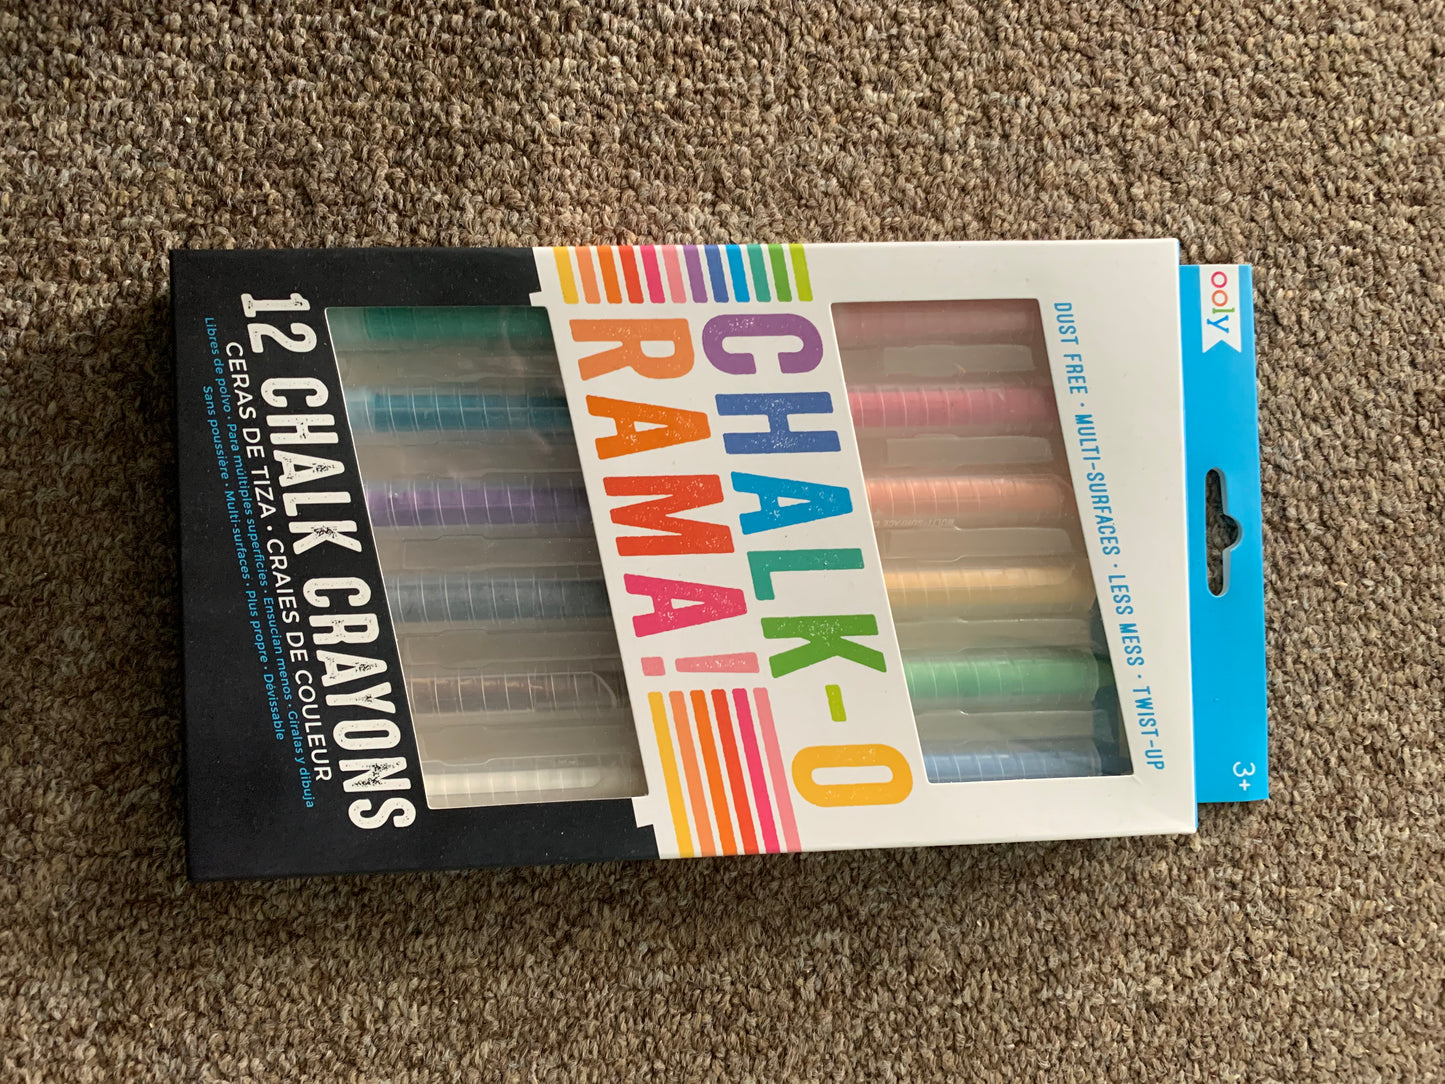 ooly
3+
DUST FREE • MULTI-SURFACES • LESS MESS • TWIST-UP
CHALK-O
RAMA!
12 CHALK CRAYONS
CERAS DE TIZA • CRAIES DE COULEUR
Libres de polvo • Para múltiples superficies • Ensucian menos • Gíralas y dibuja
Sans poussière • Multi-surfaces • Plus propre • Dévissable